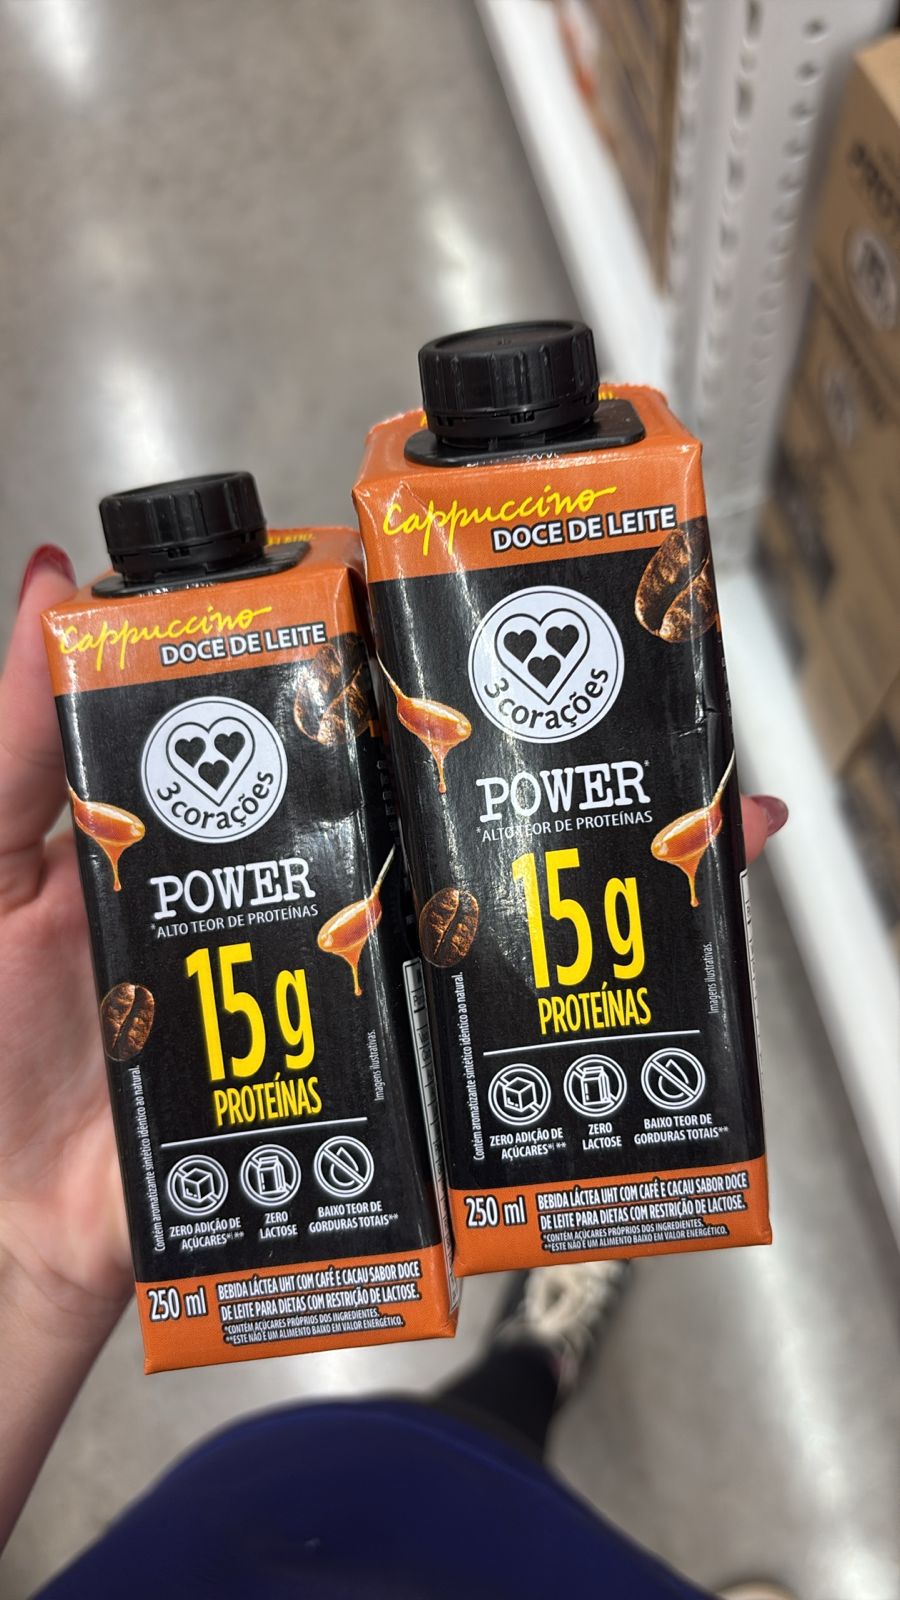 Cappuccino
DOCE DE LEITE
3 corações
POWER
*ALTO TEOR DE PROTEÍNAS
15g
PROTEÍNAS
Contém aromatizante sintético idêntico ao natural.
Imagens ilustrativas.
ZERO ADIÇÃO DE
AÇÚCARES*/**
ZERO
LACTOSE
BAIXO TEOR DE
GORDURAS TOTAIS**
250 ml
BEBIDA LÁCTEA UHT COM CAFÉ E CACAU SABOR DOCE
DE LEITE PARA DIETAS COM RESTRIÇÃO DE LACTOSE.
*CONTÉM AÇÚCARES PRÓPRIOS DOS INGREDIENTES.
**ESTE NÃO É UM ALIMENTO BAIXO EM VALOR ENERGÉTICO.
Cappuccino
DOCE DE LEITE
3 corações
POWER*
*ALTO TEOR DE PROTEÍNAS
15g
PROTEÍNAS
Contém aromatizante sintético idêntico ao natural.
Imagens ilustrativas.
ZERO ADIÇÃO DE
AÇÚCARES*/**
ZERO
LACTOSE
BAIXO TEOR DE
GORDURAS TOTAIS**
250 ml
BEBIDA LÁCTEA UHT COM CAFÉ E CACAU SABOR DOCE
DE LEITE PARA DIETAS COM RESTRIÇÃO DE LACTOSE.
*CONTÉM AÇÚCARES PRÓPRIOS DOS INGREDIENTES.
**ESTE NÃO É UM ALIMENTO BAIXO EM VALOR ENERGÉTICO.